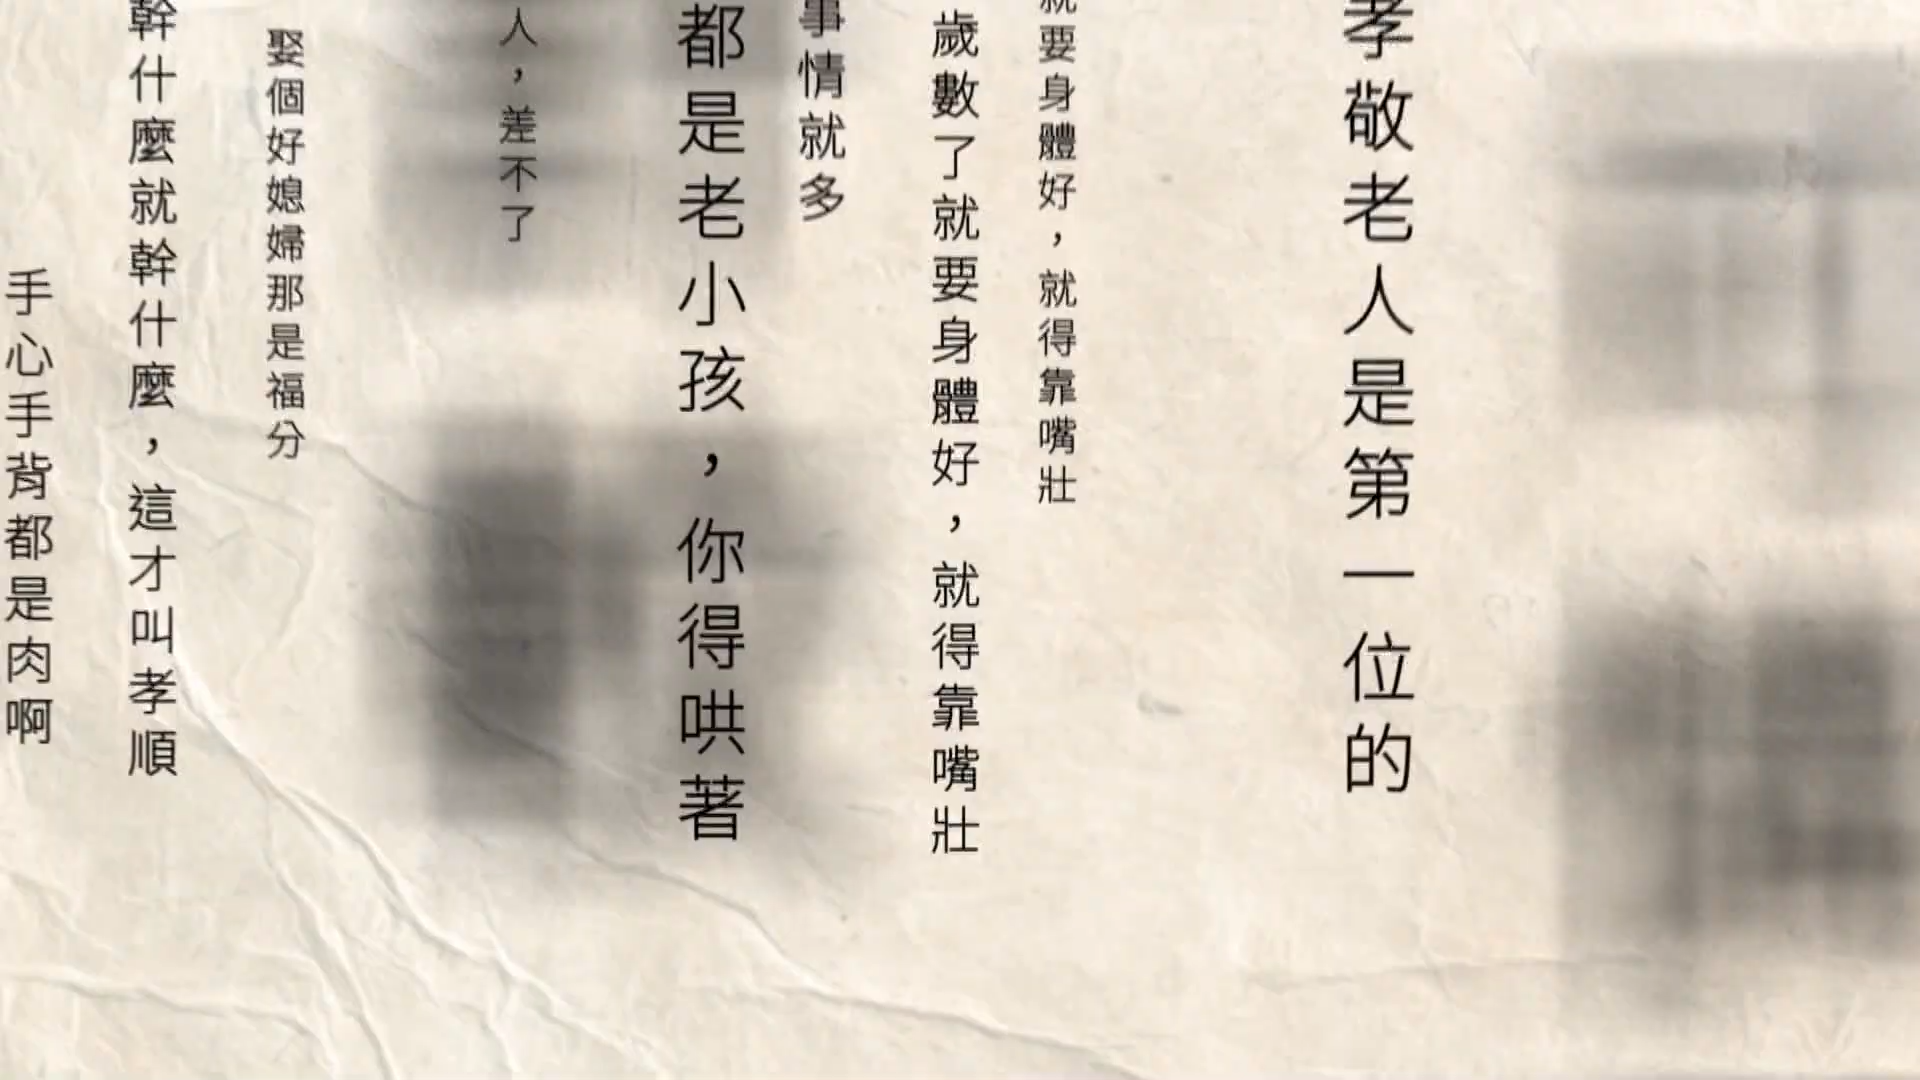 孝敬老人是第一位的
就要身體好，就得靠嘴壯
歲數了就要身體好，就得靠嘴壯
事情就多
都是老小孩，你得哄著
人，差不了
娶個好媳婦那是福分
幹什麼就幹什麼，這才叫孝順
手心手背都是肉啊